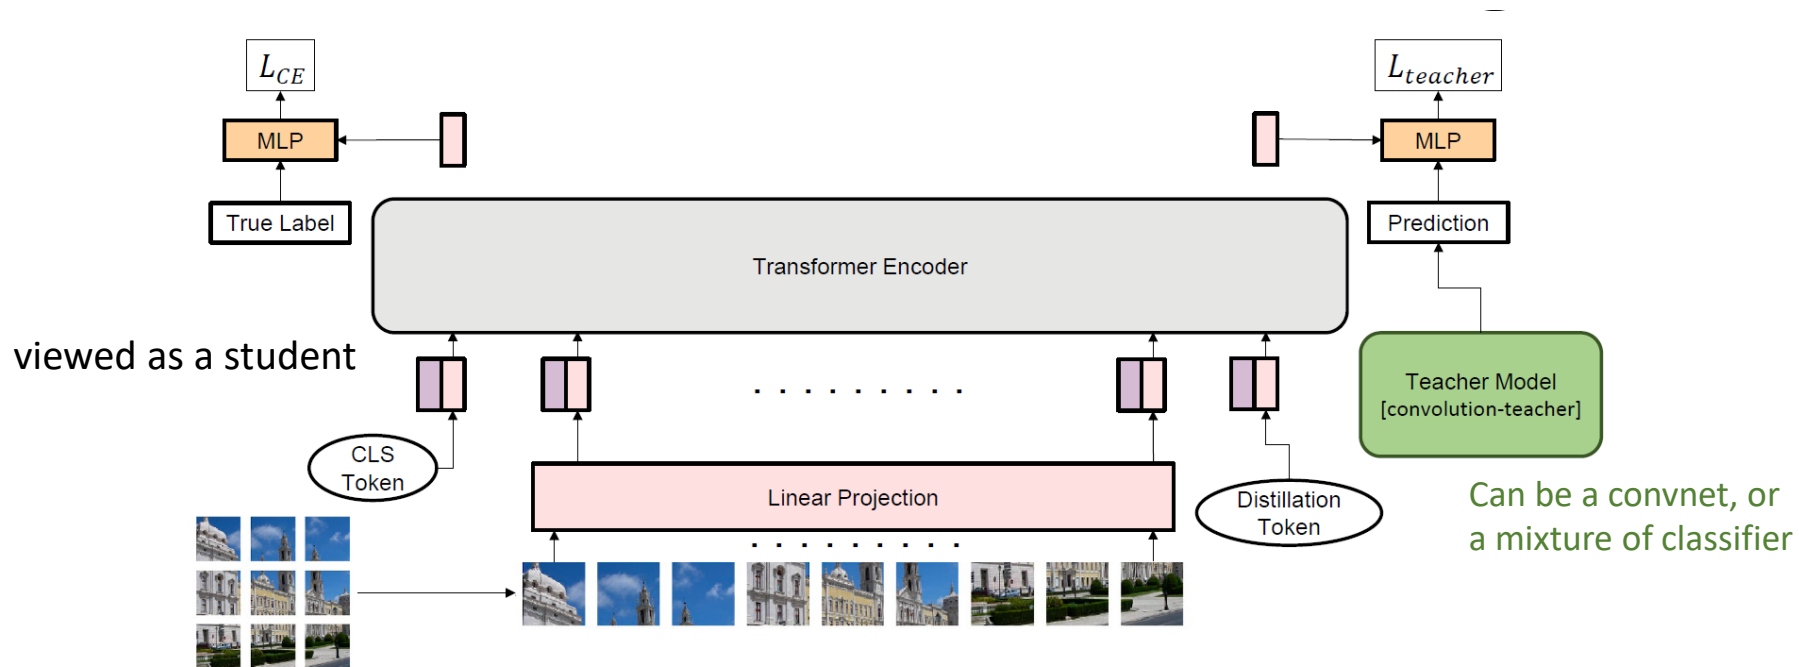 L_CE
L_teacher
MLP
MLP
True Label
Prediction
Transformer Encoder
viewed as a student
Teacher Model
[convolution-teacher]
CLS
Token
Linear Projection
Distillation
Token
Can be a convnet, or
a mixture of classifier